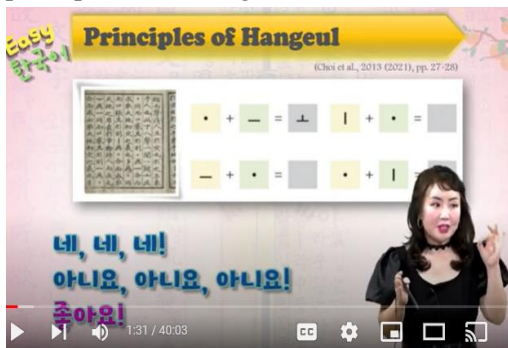 Easy
한국어
Principles of Hangeul
(Choi et al., 2013 (2021), pp. 27-28)
• + ㅡ = ㅗ
ㅣ + • =
ㅡ + • =
• + ㅣ =
네, 네, 네!
아니요, 아니요, 아니요!
좋아요!
1:31 / 40:03
CC